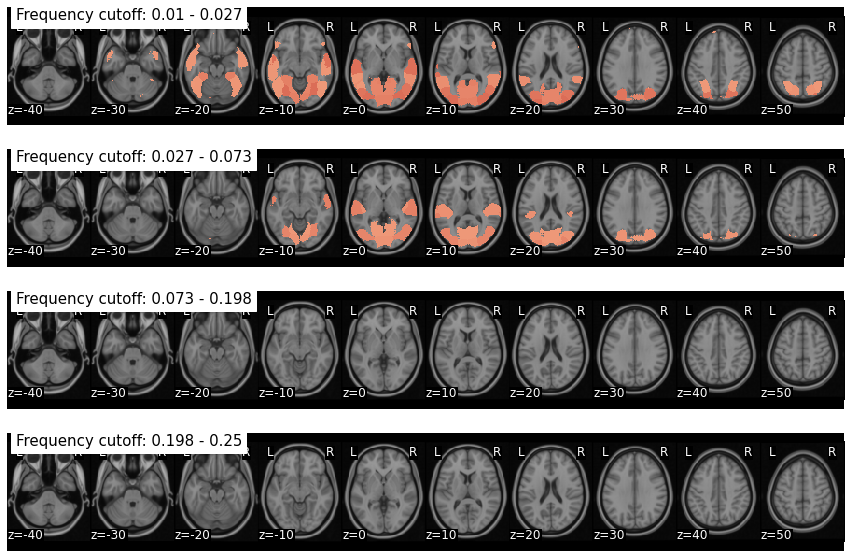 Frequency cutoff: 0.01 - 0.027
L R L R L R L R L R L R L R
z=-40 z=-30 z=-20 z=-10 z=0 z=10 z=20 z=30 z=40 z=50
Frequency cutoff: 0.027 - 0.073
L R L R L R L R L R L R L R
z=-40 z=-30 z=-20 z=-10 z=0 z=10 z=20 z=30 z=40 z=50
Frequency cutoff: 0.073 - 0.198
L R L R L R L R L R L R L R
z=-40 z=-30 z=-20 z=-10 z=0 z=10 z=20 z=30 z=40 z=50
Frequency cutoff: 0.198 - 0.25
L R L R L R L R L R L R L R
z=-40 z=-30 z=-20 z=-10 z=0 z=10 z=20 z=30 z=40 z=50